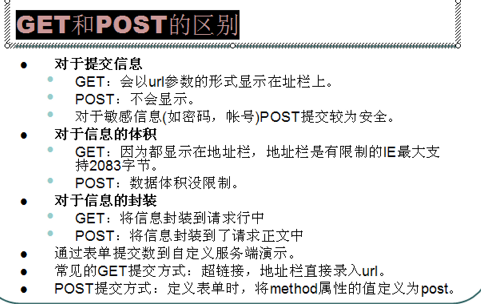 GET和POST的区别
对于提交信息
GET：会以url参数的形式显示在址栏上。
POST：不会显示。
对于敏感信息(如密码，帐号)POST提交较为安全。
对于信息的体积
GET：因为都显示在地址栏，地址栏是有限制的IE最大支
持2083字节。
POST：数据体积没限制。
对于信息的封装
GET：将信息封装到请求行中
POST：将信息封装到了请求正文中
通过表单提交数到自定义服务端演示。
常见的GET提交方式：超链接，地址栏直接录入url。
POST提交方式：定义表单时，将method属性的值定义为post。